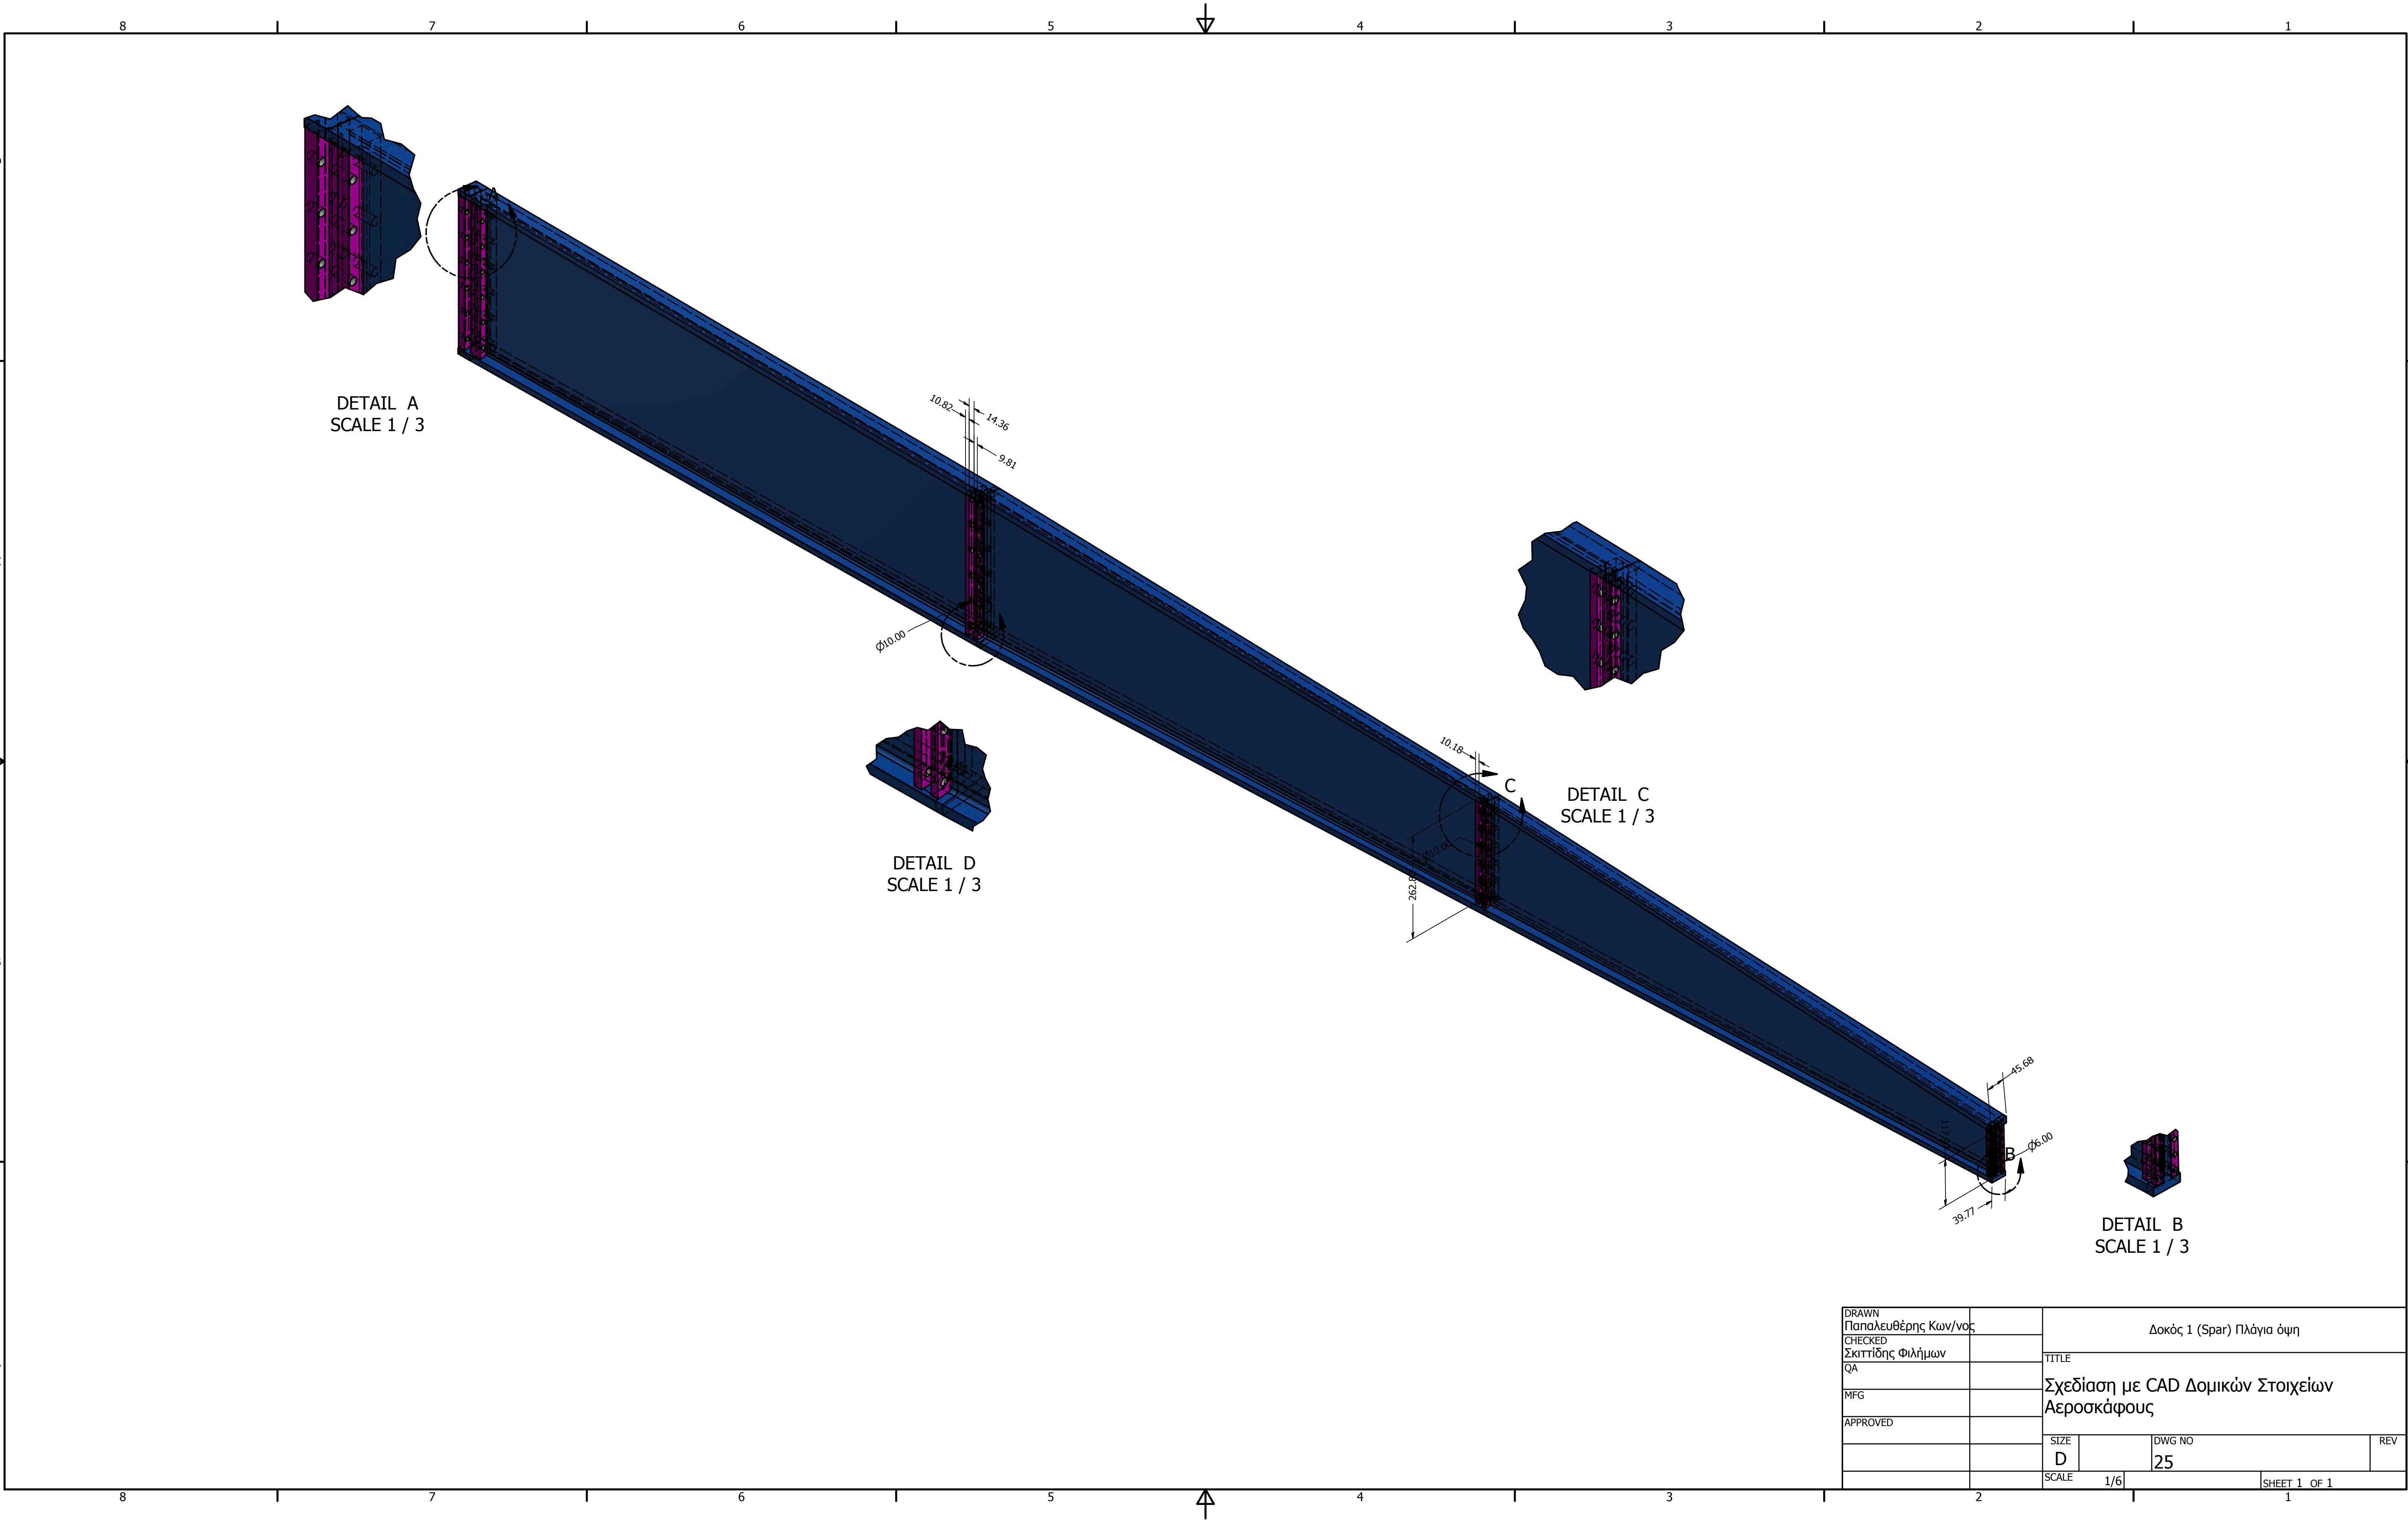 8 7 6 5 4 3 2 1
A
DETAIL A
SCALE 1 / 3
10.82
14.36
9.81
Ø10.00
DETAIL D
SCALE 1 / 3
10.18
C
DETAIL C
SCALE 1 / 3
Ø10.00
45.68
Ø6.00
B
39.77
DETAIL B
SCALE 1 / 3
DRAWN
Παπαλευθέρης Κων/νος
CHECKED
Σκιττίδης Φιλήμων
QA
MFG
APPROVED
Δοκός 1 (Spar) Πλάγια όψη
TITLE
Σχεδίαση με CAD Δομικών Στοιχείων
Αεροσκάφους
SIZE
D
DWG NO
25
REV
SCALE 1/6
SHEET 1 OF 1
8 7 6 5 4 3 2 1